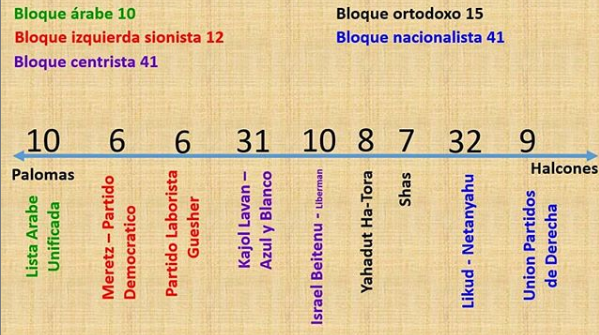 Bloque árabe 10
Bloque izquierda sionista 12
Bloque centrista 41
Bloque ortodoxo 15
Bloque nacionalista 41
10 6 6 31 10 8 7 32 9
Palomas
Halcones
Lista Arabe
Unificada
Meretz – Partido
Democratico
Partido Laborista
Guesher
Kajol Lavan –
Azul y Blanco
Israel Beitenu - Liberman
Yahadut Ha-Tora
Shas
Likud - Netanyahu
Union Partidos
de Derecha